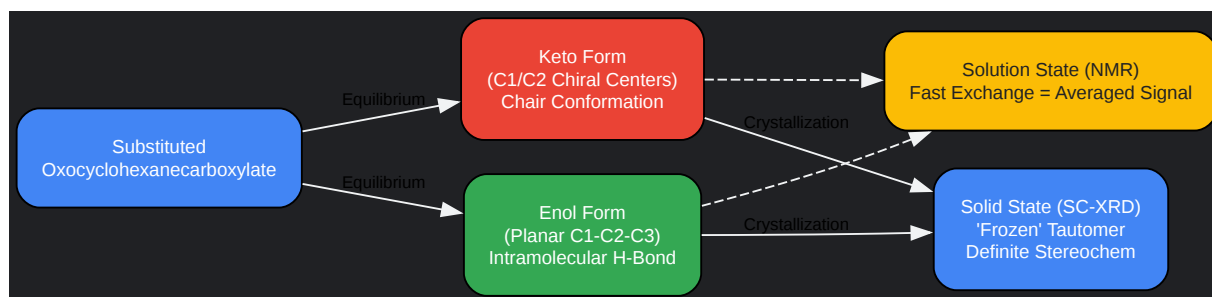 Substituted
Oxocyclohexanecarboxylate
Equilibrium
Equilibrium
Keto Form
(C1/C2 Chiral Centers)
Chair Conformation
Enol Form
(Planar C1-C2-C3)
Intramolecular H-Bond
Crystallization
Crystallization
Solution State (NMR)
Fast Exchange = Averaged Signal
Solid State (SC-XRD)
'Frozen' Tautomer
Definite Stereochem